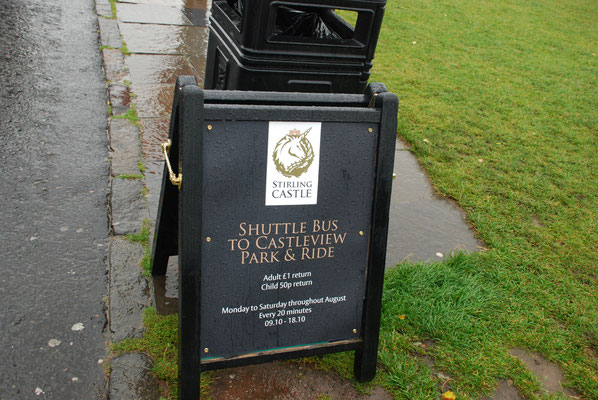 STIRLING
CASTLE
SHUTTLE BUS
TO CASTLEVIEW
PARK & RIDE
Adult £1 return
Child 50p return
Monday to Saturday throughout August
Every 20 minutes
09.10 - 18.10